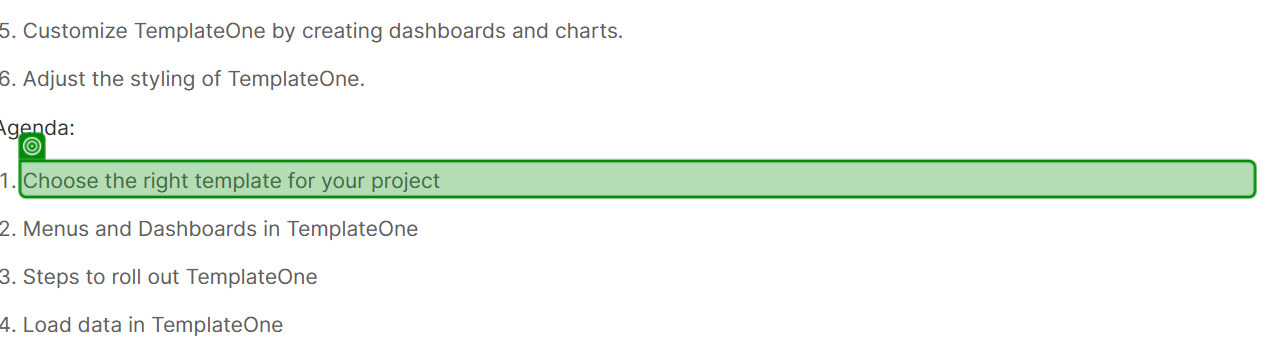 5. Customize TemplateOne by creating dashboards and charts.
6. Adjust the styling of TemplateOne.
Agenda:
1. Choose the right template for your project
2. Menus and Dashboards in TemplateOne
3. Steps to roll out TemplateOne
4. Load data in TemplateOne